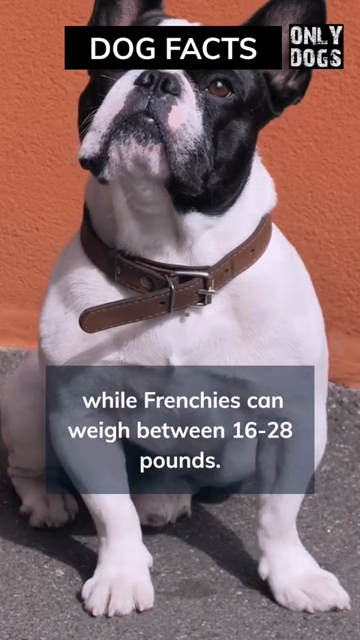 DOG FACTS
ONLY
DOGS
while Frenchies can
weigh between 16-28
pounds.